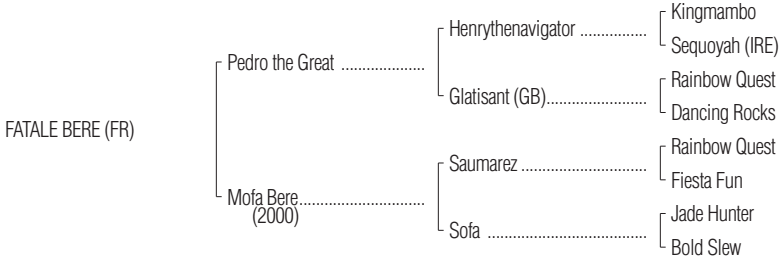 Kingmambo
Henrythenavigator ..................
Sequoyah (IRE)
Pedro the Great ......................
Rainbow Quest
Glatisant (GB)...........................
Dancing Rocks
FATALE BERE (FR)
Rainbow Quest
Saumarez .................................
Fiesta Fun
Mofa Bere.................................
(2000)
Jade Hunter
Sofa ..........................................
Bold Slew